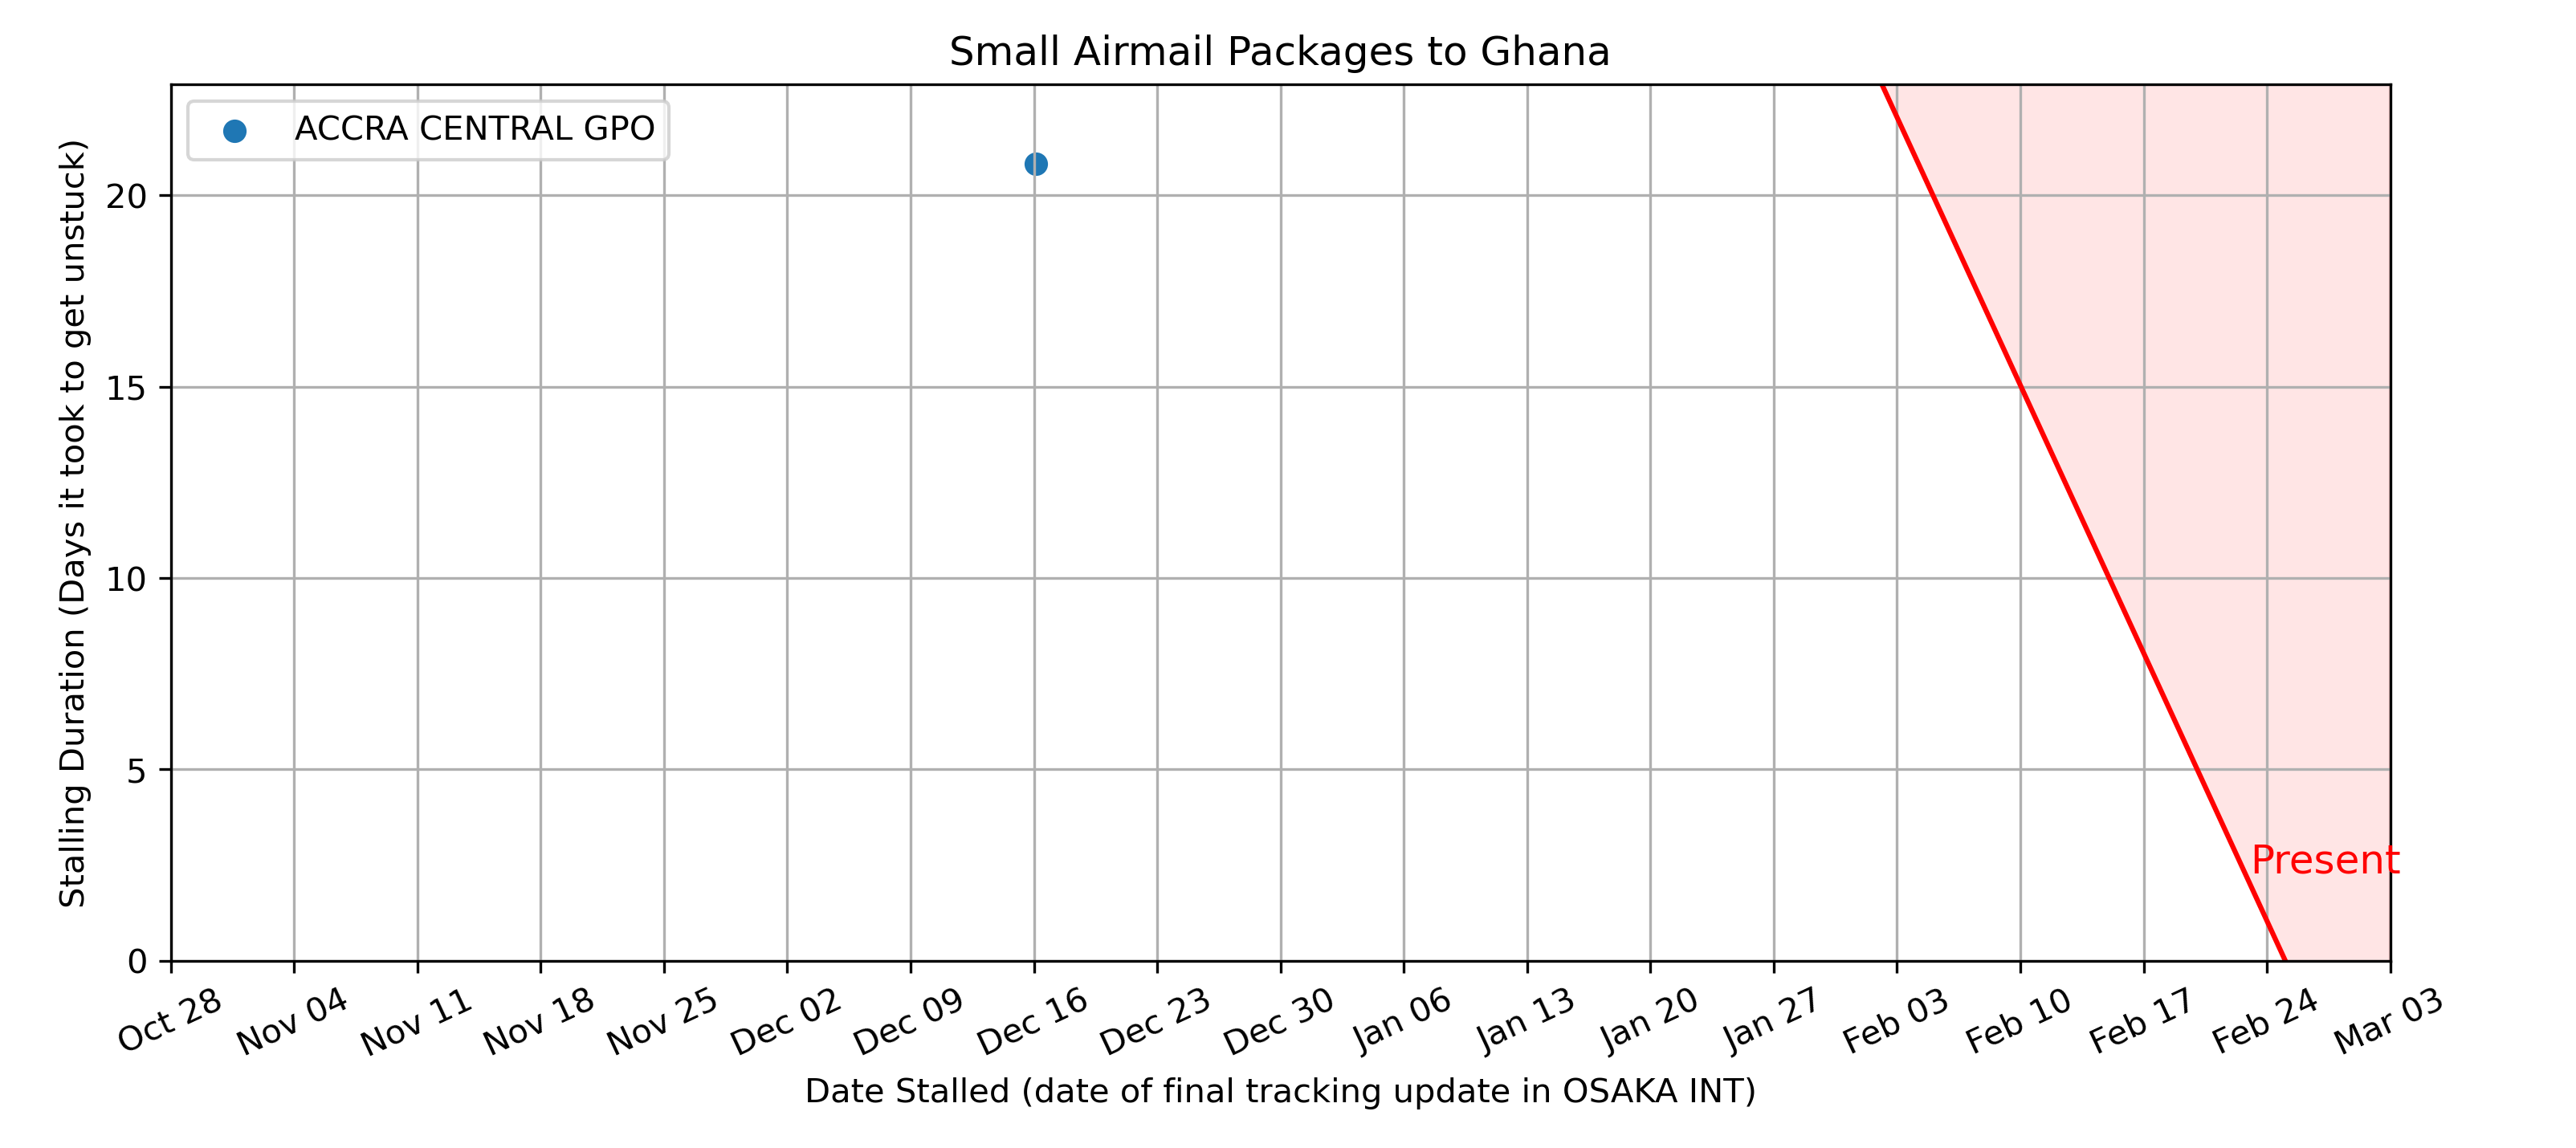 Small Airmail Packages to Ghana
ACCRA CENTRAL GPO
Stalling Duration (Days it took to get unstuck)
20
15
10
5
0
Present
Oct 28
Nov 04
Nov 11
Nov 18
Nov 25
Dec 02
Dec 09
Dec 16
Dec 23
Dec 30
Jan 06
Jan 13
Jan 20
Jan 27
Feb 03
Feb 10
Feb 17
Feb 24
Mar 03
Date Stalled (date of final tracking update in OSAKA INT)